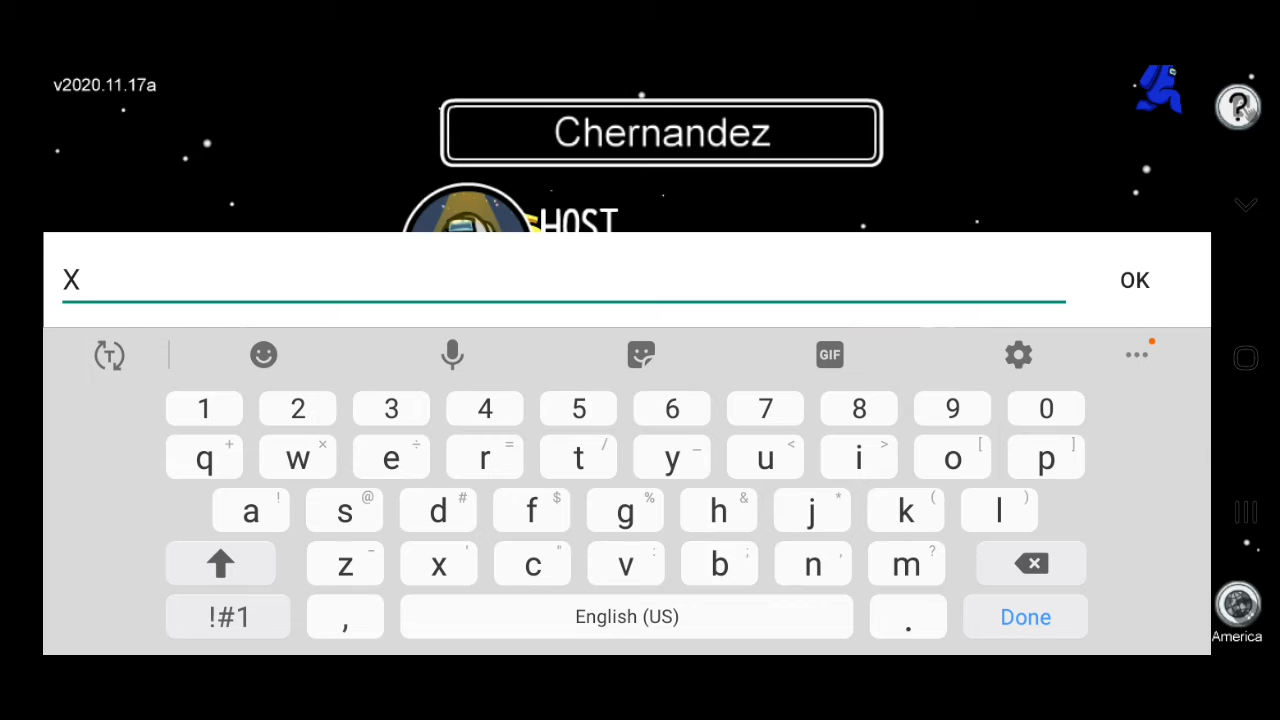 v2020.11.17a
?
Chernandez
HOST
X
OK
T
GIF
1 2 3 4 5 6 7 8 9 0
q + w × e ÷ r = t / y _ u < i > o [ p ]
a ! s @ d # f $ g % h & j * k ( l )
z - x ' c " v : b ; n , m ?
!#1 , English (US) . Done
America